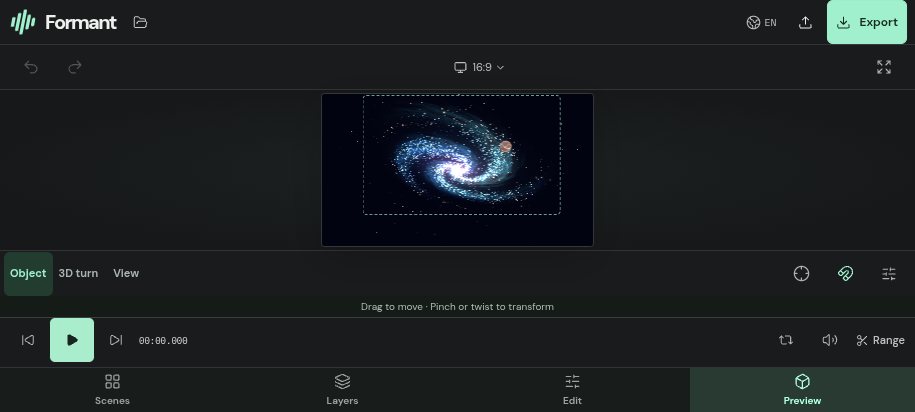 Formant
EN
Export
16:9
Object
3D turn
View
Drag to move · Pinch or twist to transform
00:00.000
Range
Scenes
Layers
Edit
Preview